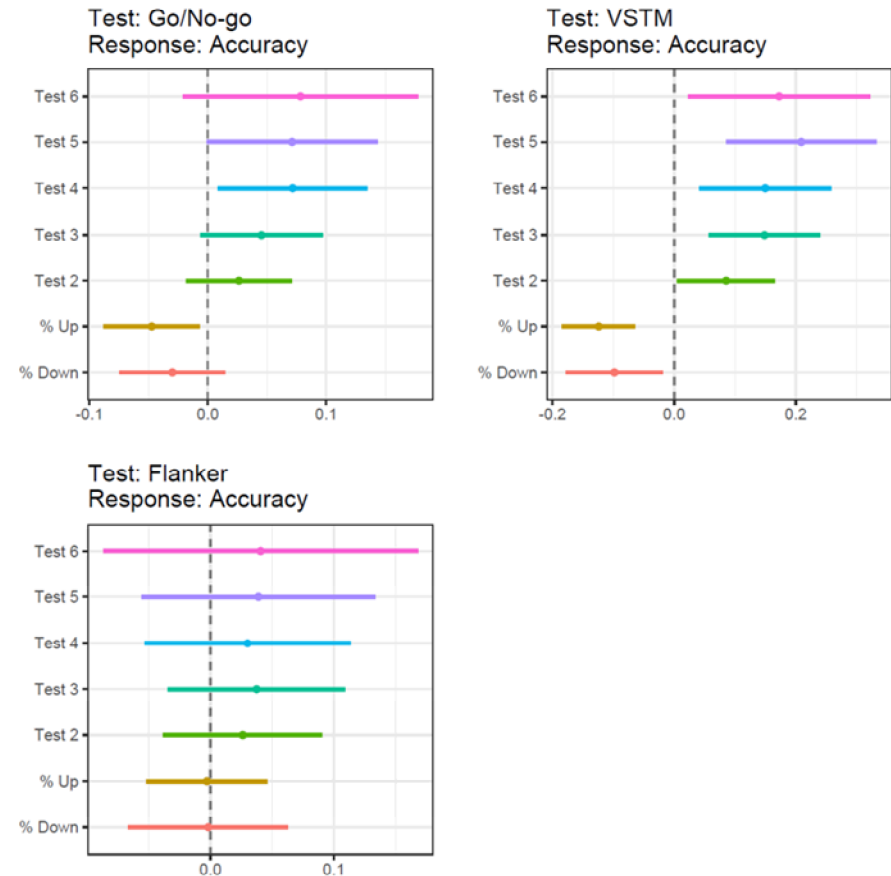 Test: Go/No-go
Response: Accuracy
Test 6
Test 5
Test 4
Test 3
Test 2
% Up
% Down
-0.1 0.0 0.1
Test: VSTM
Response: Accuracy
Test 6
Test 5
Test 4
Test 3
Test 2
% Up
% Down
-0.2 0.0 0.2
Test: Flanker
Response: Accuracy
Test 6
Test 5
Test 4
Test 3
Test 2
% Up
% Down
0.0 0.1